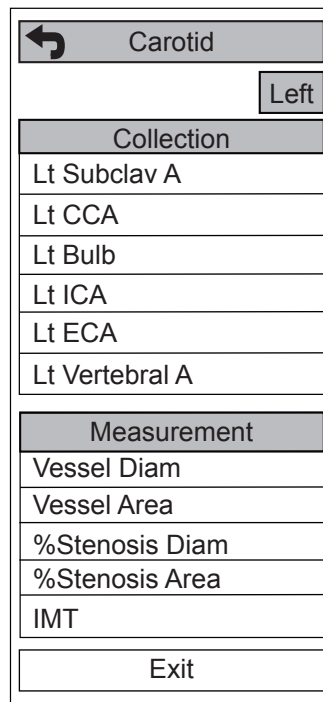 Carotid
Left
Collection
Lt Subclav A
Lt CCA
Lt Bulb
Lt ICA
Lt ECA
Lt Vertebral A
Measurement
Vessel Diam
Vessel Area
%Stenosis Diam
%Stenosis Area
IMT
Exit